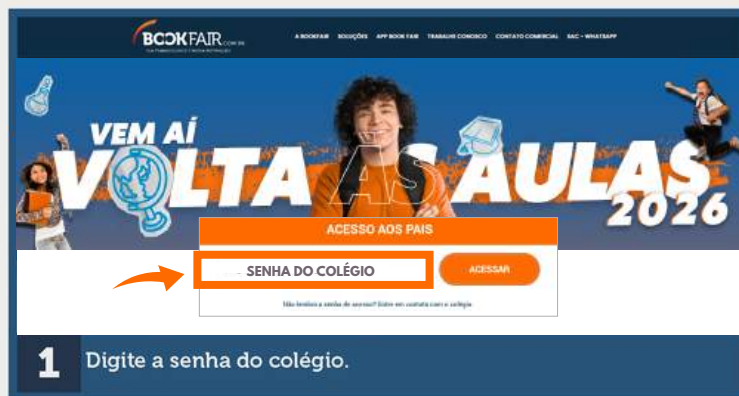 BOOKFAIR.COM.BR
A BOOKFAIR SOLUÇÕES APP BOOK FAIR TRABALHE CONOSCO CONTATO COMERCIAL SAC - WHATSAPP
VEM AÍ
VOLTA ÀS AULAS
2026
ACESSO AOS PAIS
SENHA DO COLÉGIO
ACESSAR
Não lembra a senha de acesso? Entre em contato com o colégio
1 Digite a senha do colégio.